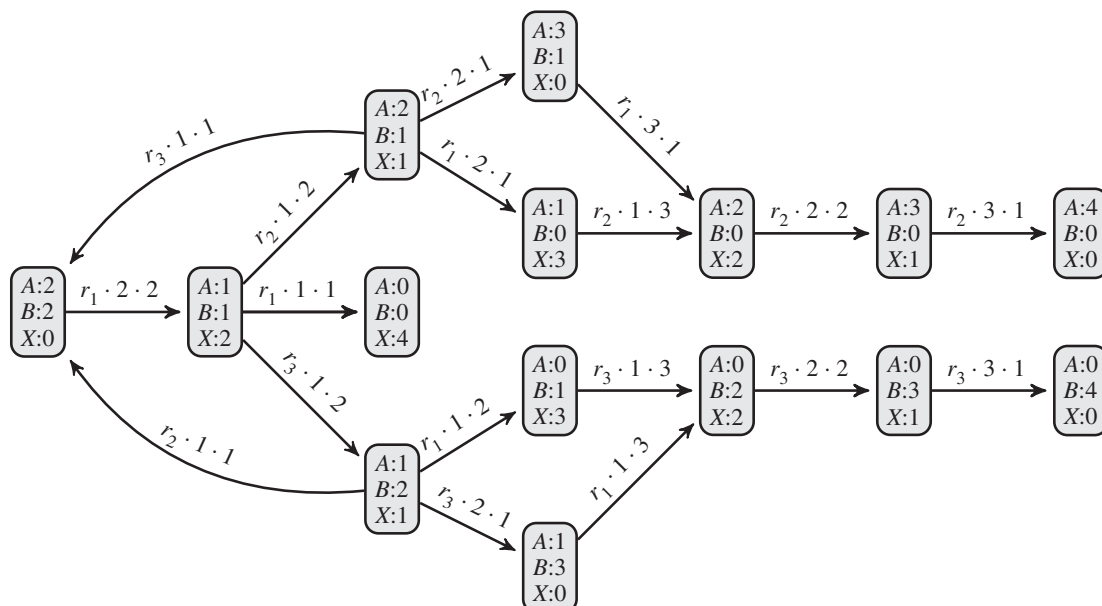 A:3
B:1
X:0
r₂ · 2 · 1
A:2
B:1
X:1
r₁ · 3 · 1
r₃ · 1 · 1
r₁ · 2 · 1
r₂ · 1 · 2
A:1
B:0
X:3
r₂ · 1 · 3
A:2
B:0
X:2
r₂ · 2 · 2
A:3
B:0
X:1
r₂ · 3 · 1
A:4
B:0
X:0
A:2
B:2
X:0
r₁ · 2 · 2
A:1
B:1
X:2
r₁ · 1 · 1
A:0
B:0
X:4
r₃ · 1 · 2
A:0
B:1
X:3
r₃ · 1 · 3
A:0
B:2
X:2
r₃ · 2 · 2
A:0
B:3
X:1
r₃ · 3 · 1
A:0
B:4
X:0
r₂ · 1 · 1
r₁ · 1 · 2
A:1
B:2
X:1
r₃ · 2 · 1
r₁ · 1 · 3
A:1
B:3
X:0